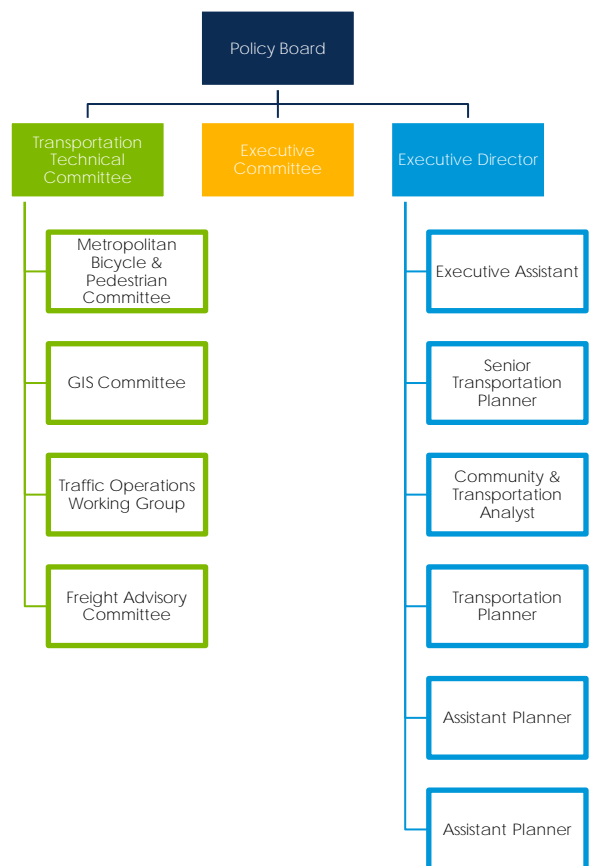 Policy Board
Transportation
Technical
Committee
Executive
Committee
Executive Director
Metropolitan
Bicycle &
Pedestrian
Committee
GIS Committee
Traffic Operations
Working Group
Freight Advisory
Committee
Executive Assistant
Senior
Transportation
Planner
Community &
Transportation
Analyst
Transportation
Planner
Assistant Planner
Assistant Planner